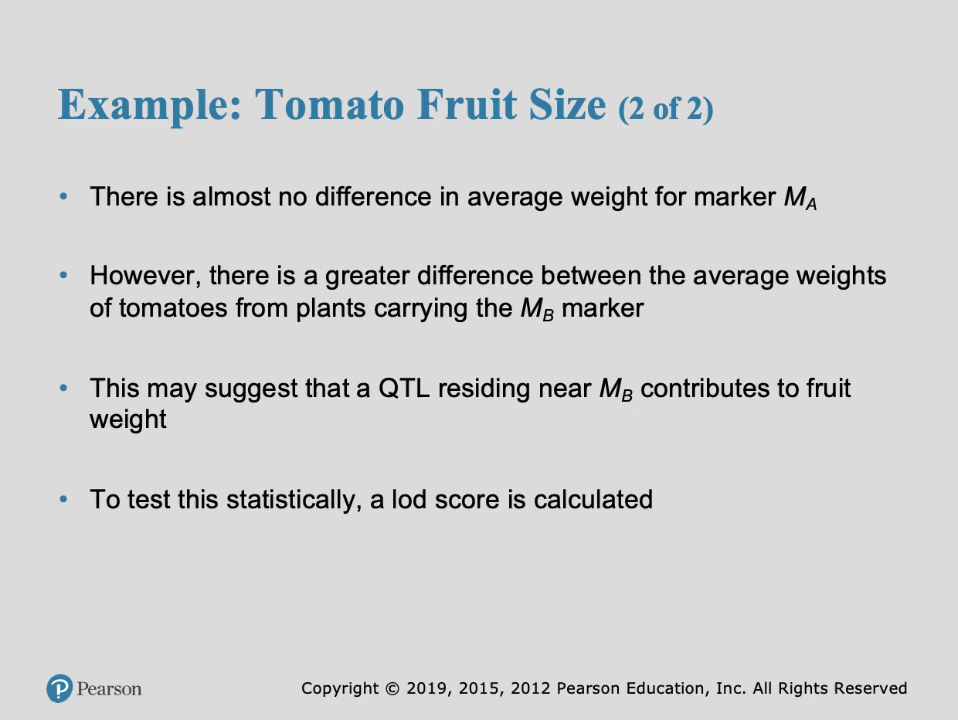 Example: Tomato Fruit Size (2 of 2)
• There is almost no difference in average weight for marker M_A
• However, there is a greater difference between the average weights
of tomatoes from plants carrying the M_B marker
• This may suggest that a QTL residing near M_B contributes to fruit
weight
• To test this statistically, a lod score is calculated
Pearson
Copyright © 2019, 2015, 2012 Pearson Education, Inc. All Rights Reserved